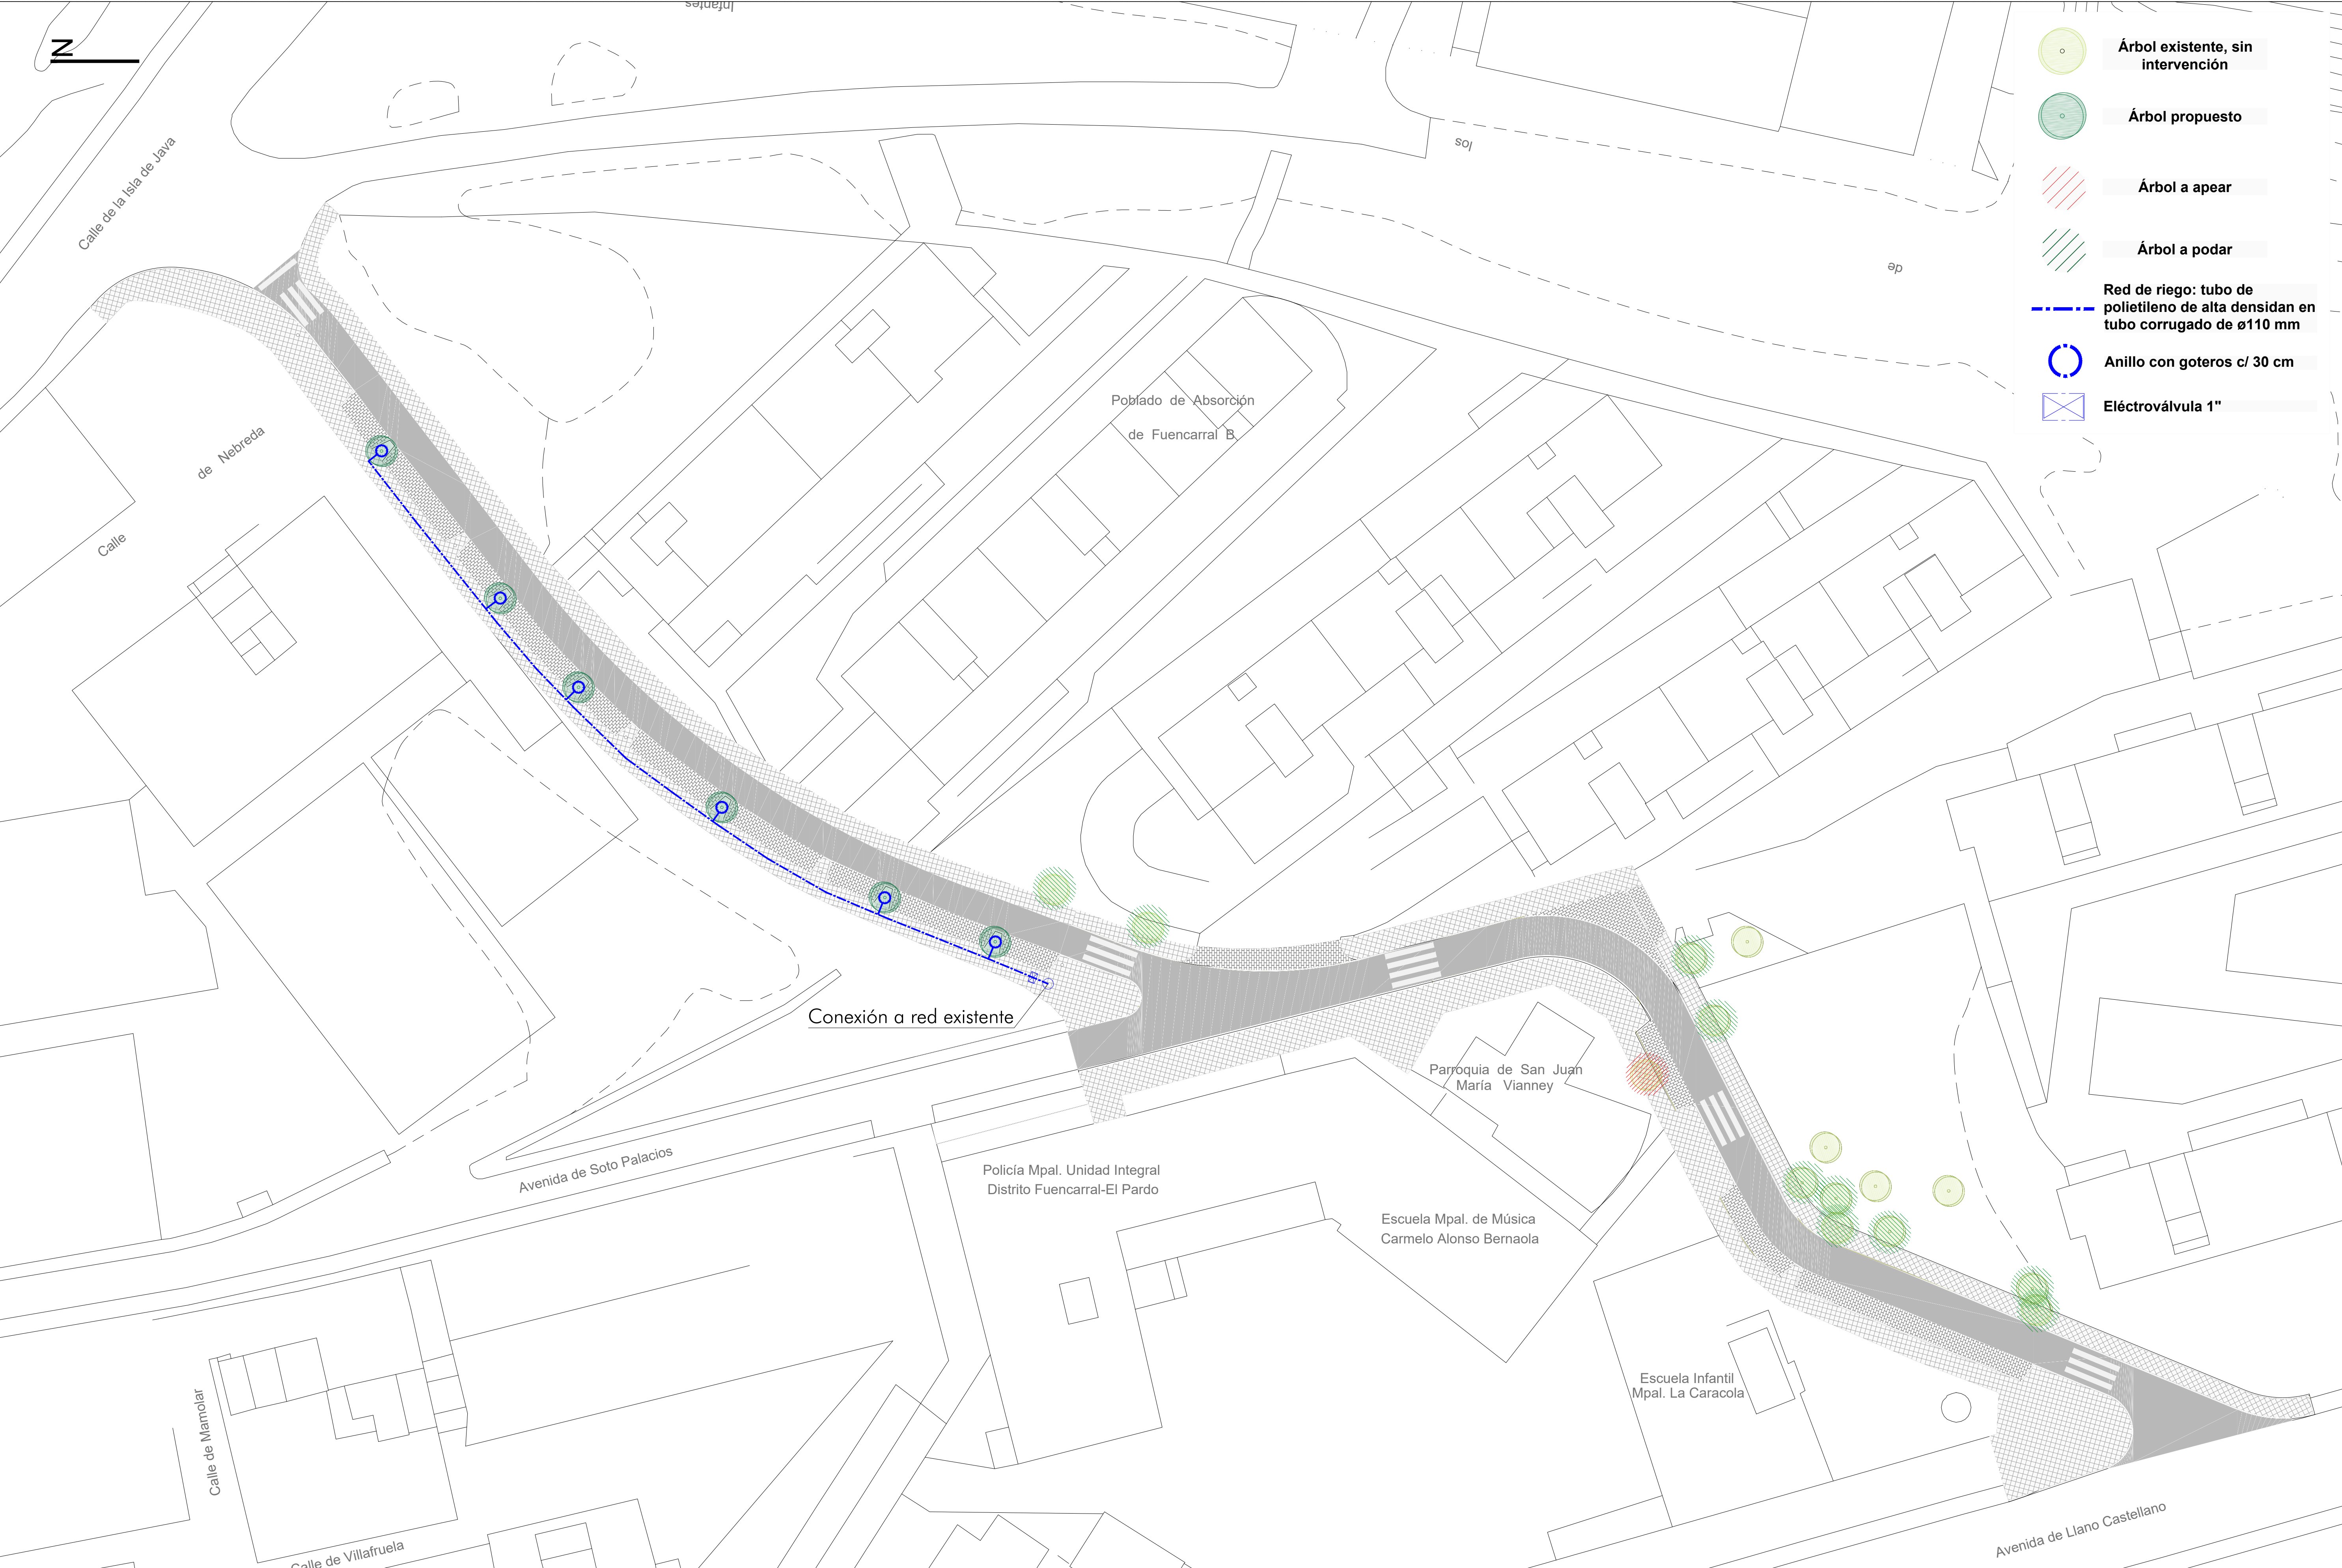 Infantes
N
Árbol existente, sin
intervención
Árbol propuesto
Árbol a apear
Árbol a podar
Red de riego: tubo de
polietileno de alta densidan en
tubo corrugado de ø110 mm
Anillo con goteros c/ 30 cm
Eléctroválvula 1"
los
de
Calle de la Isla de Java
Poblado de Absorción
de Fuencarral B
de Nebreda
Calle
Conexión a red existente
Parroquia de San Juan
María Vianney
Avenida de Soto Palacios
Policía Mpal. Unidad Integral
Distrito Fuencarral-El Pardo
Escuela Mpal. de Música
Carmelo Alonso Bernaola
Escuela Infantil
Mpal. La Caracola
Calle de Mamolar
Calle de Villafruela
Avenida de Llano Castellano